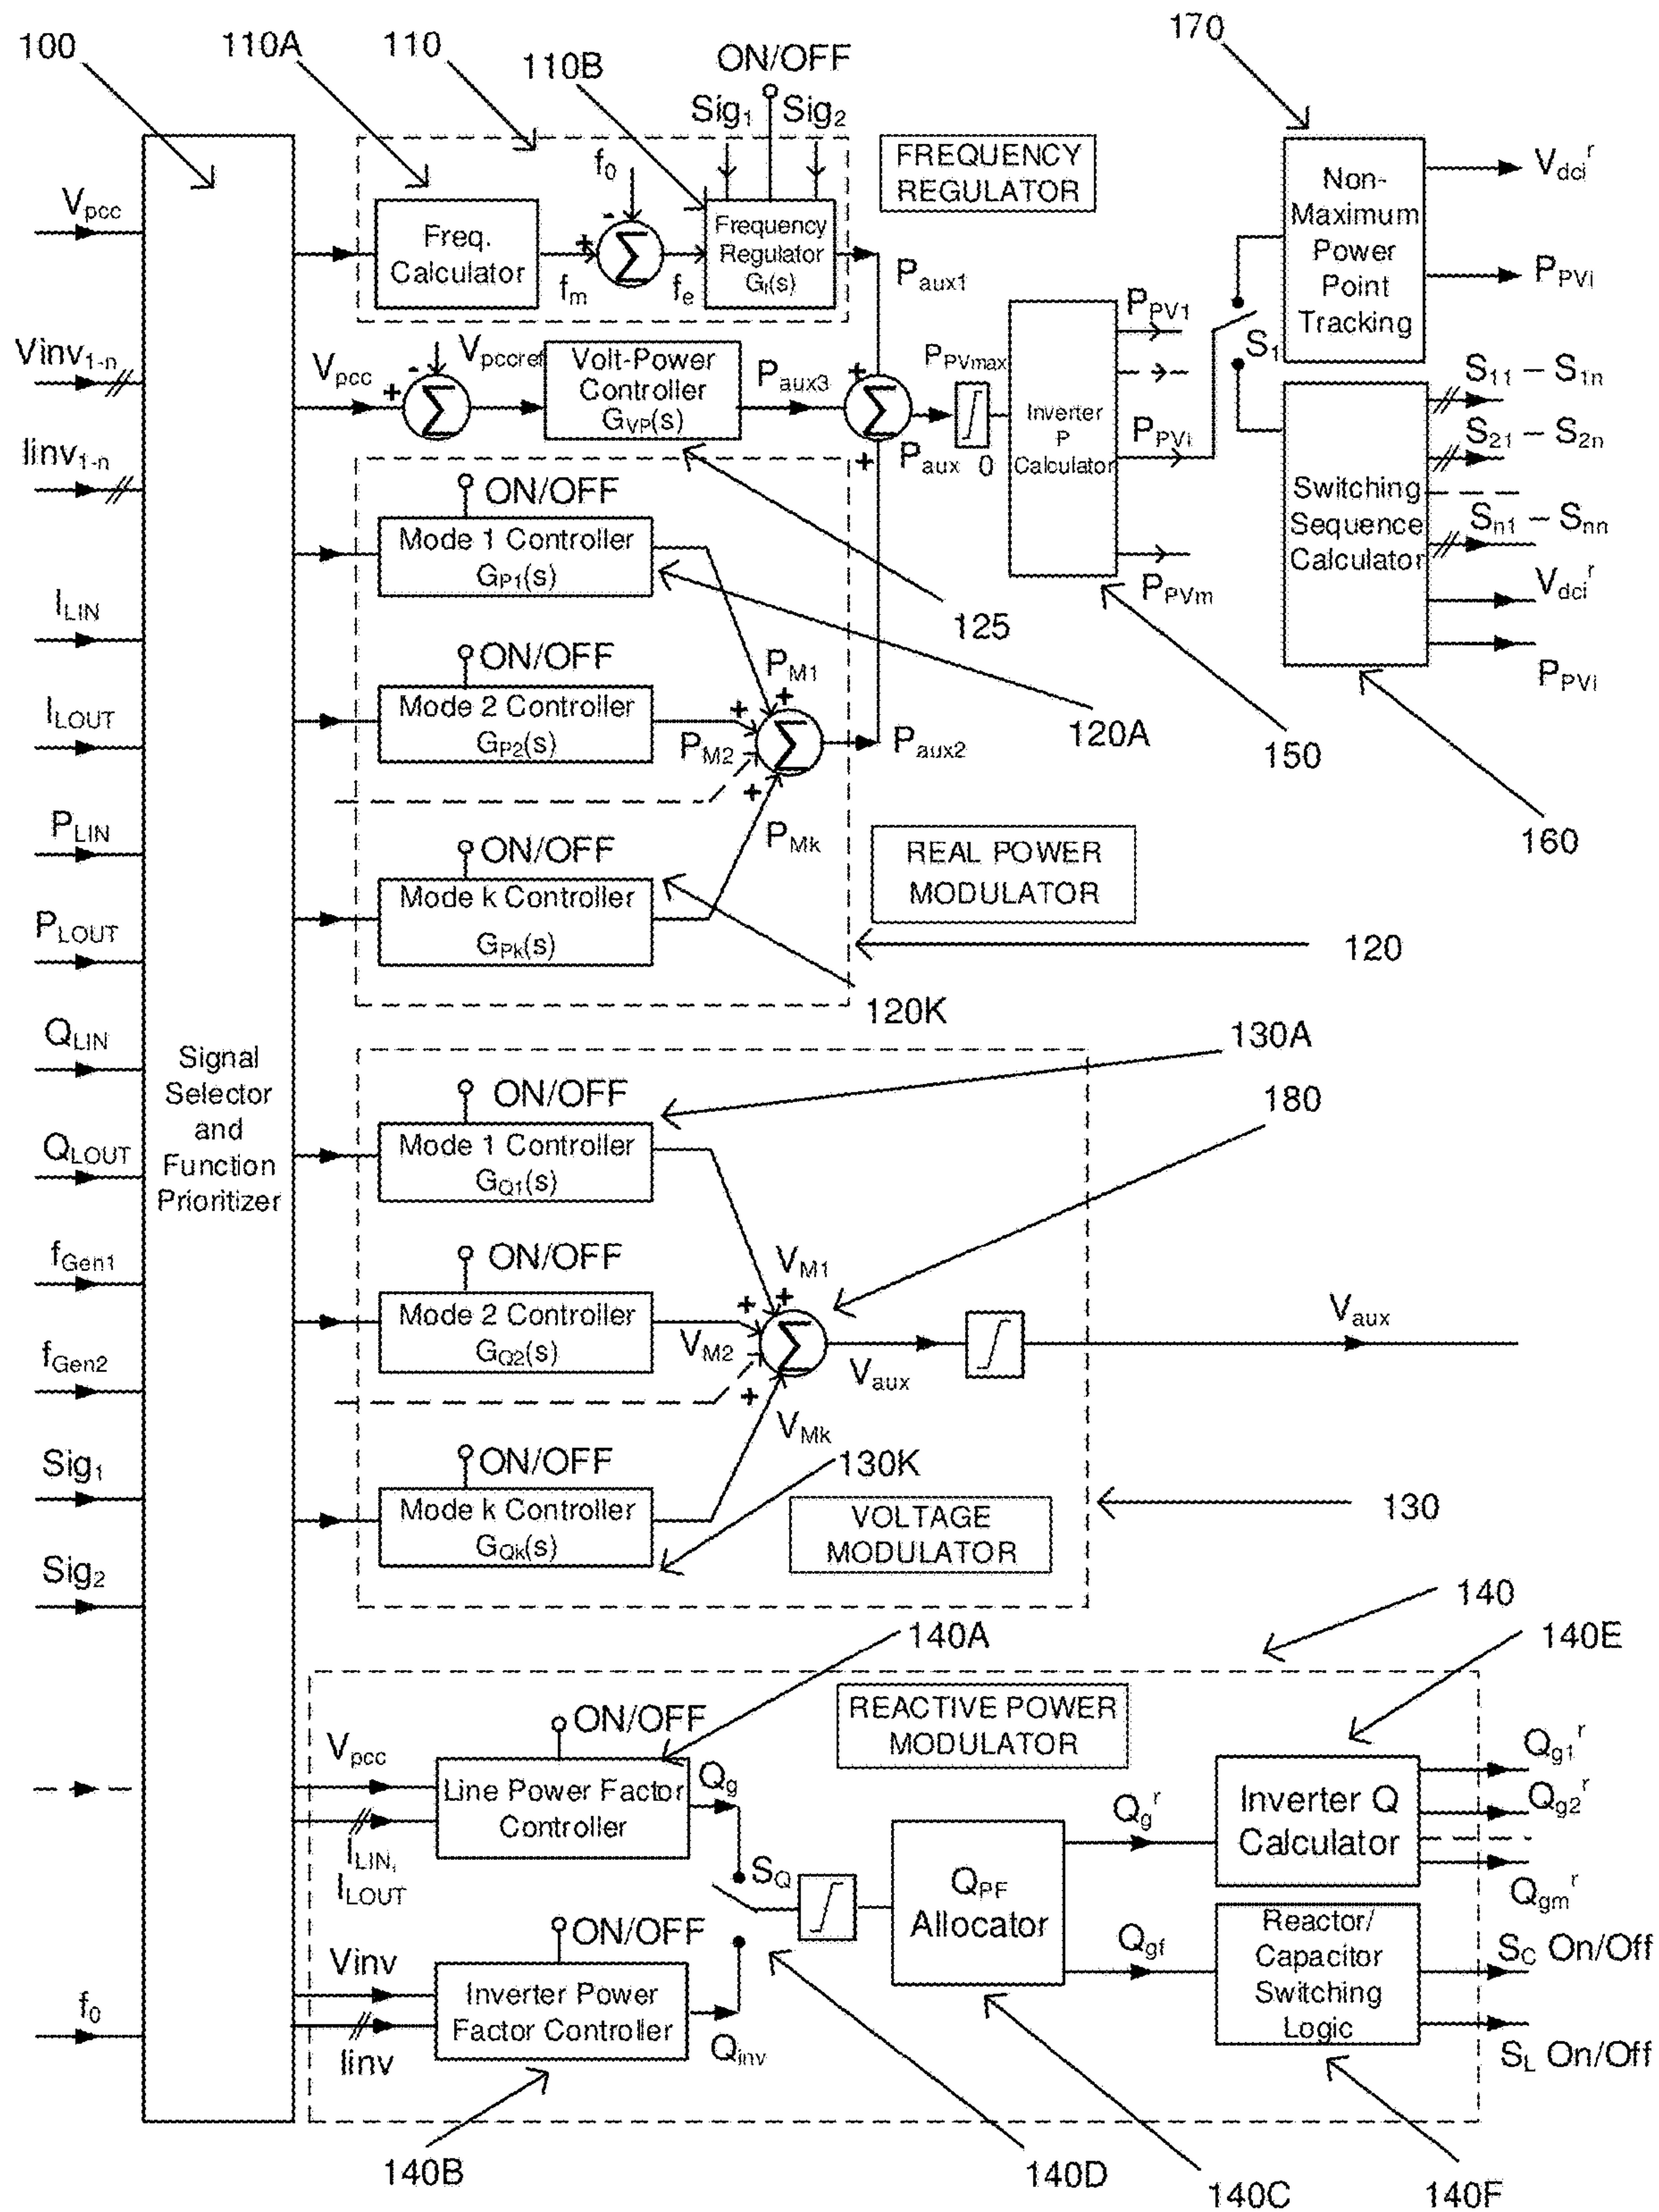 100
110A
110
110B
ON/OFF
Sig1
Sig2
170
FREQUENCY
REGULATOR
f0
-
+
Freq.
Calculator
fm
fe
Frequency
Regulator
Paux1
Non-
Maximum
Power
Point
Tracking
Vdci^r
PPVi
Vpcc
Vinv1-n
Iinv1-n
ILIN
ILOUT
PLIN
PLOUT
QLIN
QLOUT
fGen1
fGen2
Sig1
Sig2
f0
Signal
Selector
and
Function
Prioritizer
Vpcc
+
-
Vpccref
Volt-Power
Controller
GVP(s)
Paux3
+
+
Paux
PPVmax
0
Inverter
P
Calculator
PPV1
PPVi
PPVm
S1
Switching
Sequence
Calculator
S11 – S1n
S21 – S2n
Sn1 – Snn
Vdci^r
PPVi
ON/OFF
Mode 1 Controller
GP1(s)
125
ON/OFF
Mode 2 Controller
GP2(s)
PM1
+
+
PM2
+
120A
150
160
Paux2
ON/OFF
Mode k Controller
GPk(s)
PMk
REAL POWER
MODULATOR
120
120K
130A
180
ON/OFF
Mode 1 Controller
GQ1(s)
ON/OFF
Mode 2 Controller
GQ2(s)
VM1
+
+
VM2
+
Vaux
Vaux
VMk
ON/OFF
Mode k Controller
GQk(s)
130K
VOLTAGE
MODULATOR
130
140
140A
140E
REACTIVE POWER
MODULATOR
ON/OFF
Vpcc
Line Power Factor
Controller
ILIN,
ILOUT
Qg
SQ
QPF
Allocator
Qg^r
Inverter Q
Calculator
Qg1^r
Qg2^r
Qgm^r
ON/OFF
Vinv
Inverter Power
Factor Controller
Iinv
Qinv
Qgf
Reactor/
Capacitor
Switching
Logic
SC On/Off
SL On/Off
140B
140D
140C
140F